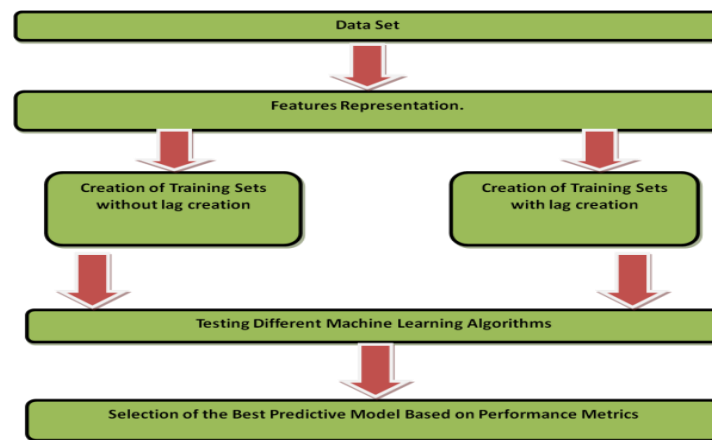 Data Set
Features Representation.
Creation of Training Sets
without lag creation
Creation of Training Sets
with lag creation
Testing Different Machine Learning Algorithms
Selection of the Best Predictive Model Based on Performance Metrics